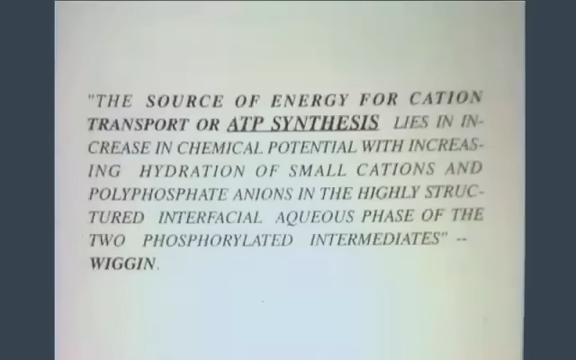 "THE SOURCE OF ENERGY FOR CATION
TRANSPORT OR ATP SYNTHESIS LIES IN IN-
CREASE IN CHEMICAL POTENTIAL WITH INCREAS-
ING HYDRATION OF SMALL CATIONS AND
POLYPHOSPHATE ANIONS IN THE HIGHLY STRUC-
TURED INTERFACIAL AQUEOUS PHASE OF THE
TWO PHOSPHORYLATED INTERMEDIATES" --
WIGGIN.